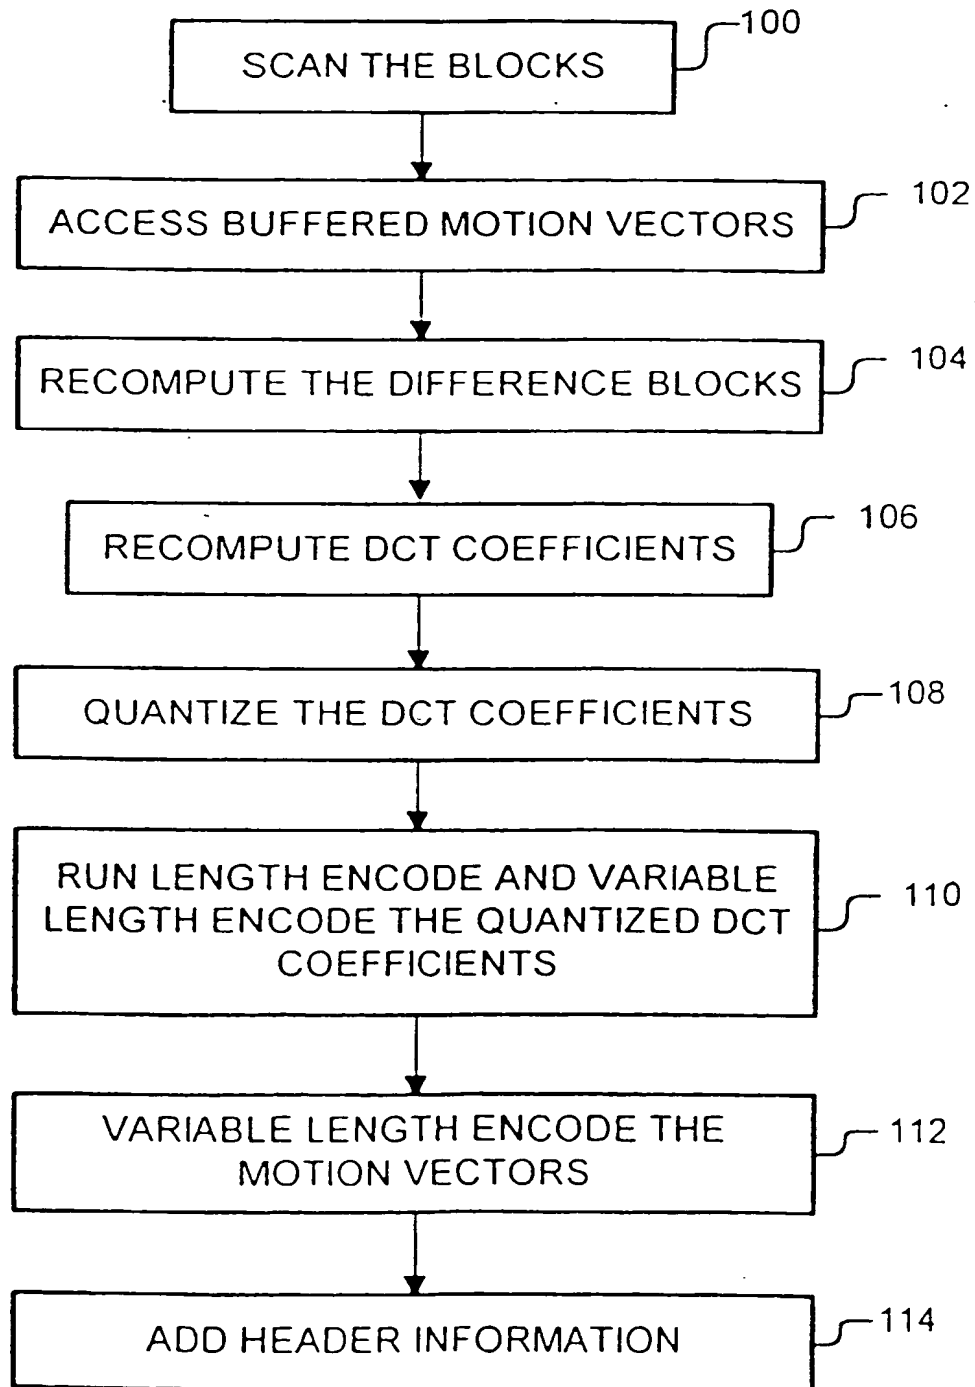 100
SCAN THE BLOCKS
102
ACCESS BUFFERED MOTION VECTORS
104
RECOMPUTE THE DIFFERENCE BLOCKS
106
RECOMPUTE DCT COEFFICIENTS
108
QUANTIZE THE DCT COEFFICIENTS
RUN LENGTH ENCODE AND VARIABLE
LENGTH ENCODE THE QUANTIZED DCT
COEFFICIENTS
110
VARIABLE LENGTH ENCODE THE
MOTION VECTORS
112
ADD HEADER INFORMATION
114